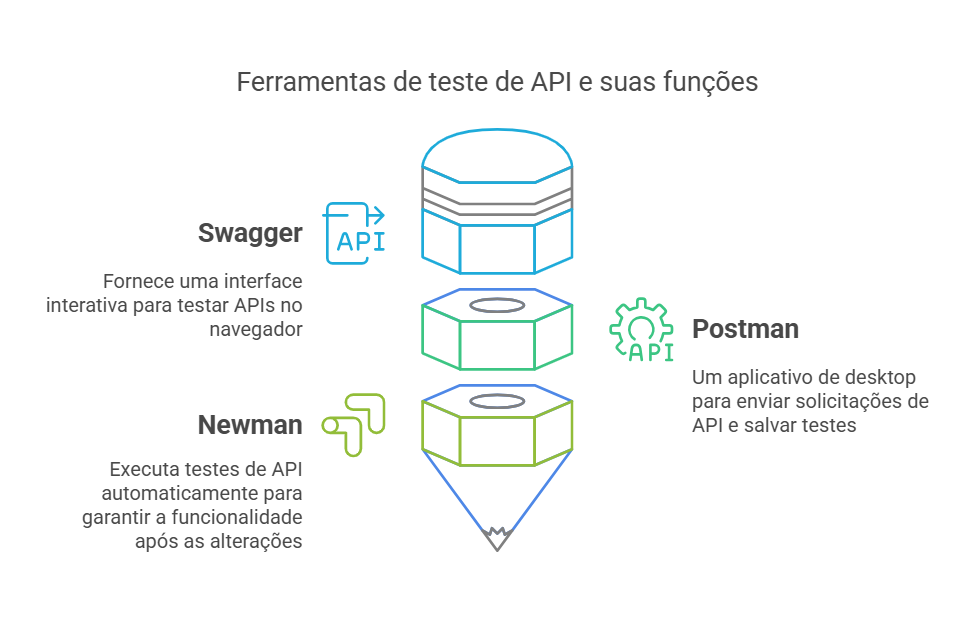 Ferramentas de teste de API e suas funções
Swagger
API
Fornece uma interface
interativa para testar APIs no
navegador
Postman
API
Um aplicativo de desktop
para enviar solicitações de
API e salvar testes
Newman
Executa testes de API
automaticamente para
garantir a funcionalidade
após as alterações